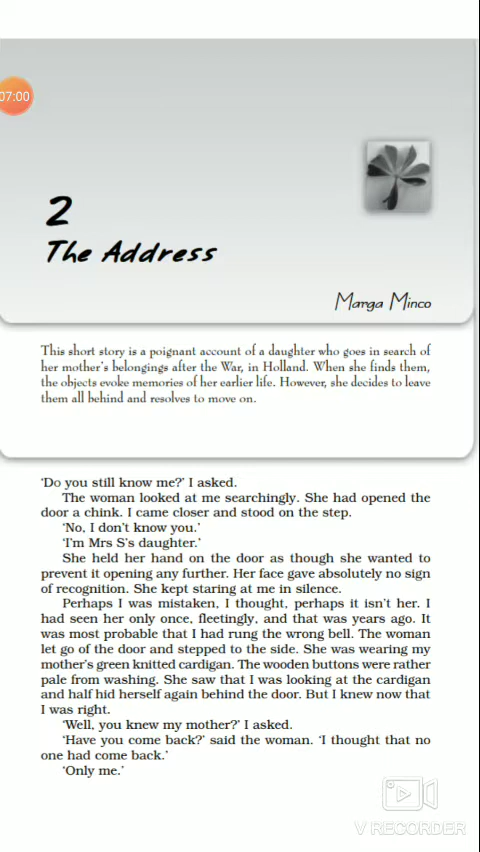 07:00
2
The Address
Marga Minco
This short story is a poignant account of a daughter who goes in search of
her mother's belongings after the War, in Holland. When she finds them,
the objects evoke memories of her earlier life. However, she decides to leave
them all behind and resolves to move on.
‘Do you still know me?’ I asked.
The woman looked at me searchingly. She had opened the
door a chink. I came closer and stood on the step.
‘No, I don’t know you.’
‘I’m Mrs S’s daughter.’
She held her hand on the door as though she wanted to
prevent it opening any further. Her face gave absolutely no sign
of recognition. She kept staring at me in silence.
Perhaps I was mistaken, I thought, perhaps it isn’t her. I
had seen her only once, fleetingly, and that was years ago. It
was most probable that I had rung the wrong bell. The woman
let go of the door and stepped to the side. She was wearing my
mother’s green knitted cardigan. The wooden buttons were rather
pale from washing. She saw that I was looking at the cardigan
and half hid herself again behind the door. But I knew now that
I was right.
‘Well, you knew my mother?’ I asked.
‘Have you come back?’ said the woman. ‘I thought that no
one had come back.’
‘Only me.’
V RECORDER